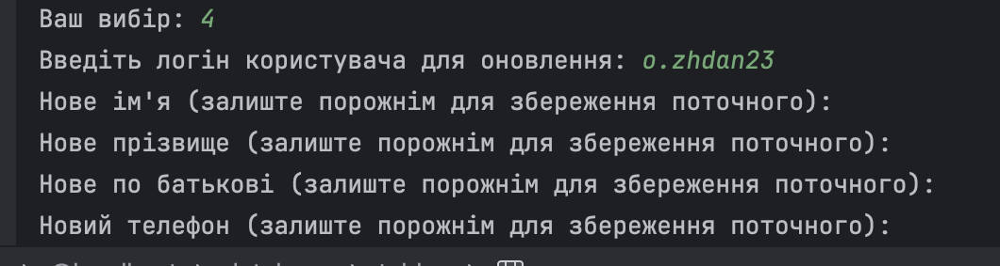 Ваш вибір: 4
Введіть логін користувача для оновлення: o.zhdan23
Нове ім'я (залиште порожнім для збереження поточного):
Нове прізвище (залиште порожнім для збереження поточного):
Нове по батькові (залиште порожнім для збереження поточного):
Новий телефон (залиште порожнім для збереження поточного):